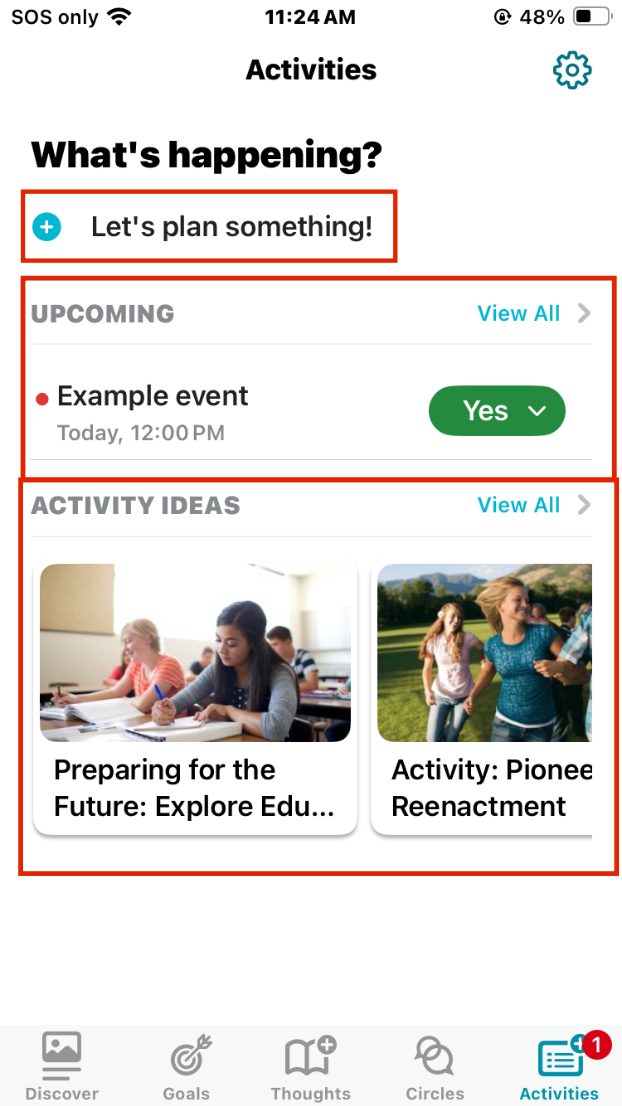 SOS only 11:24 AM 48%
Activities
What's happening?
Let's plan something!
UPCOMING View All
Example event
Today, 12:00 PM
Yes
ACTIVITY IDEAS View All
Preparing for the
Future: Explore Edu...
Activity: Pionee
Reenactment
1
Discover Goals Thoughts Circles Activities